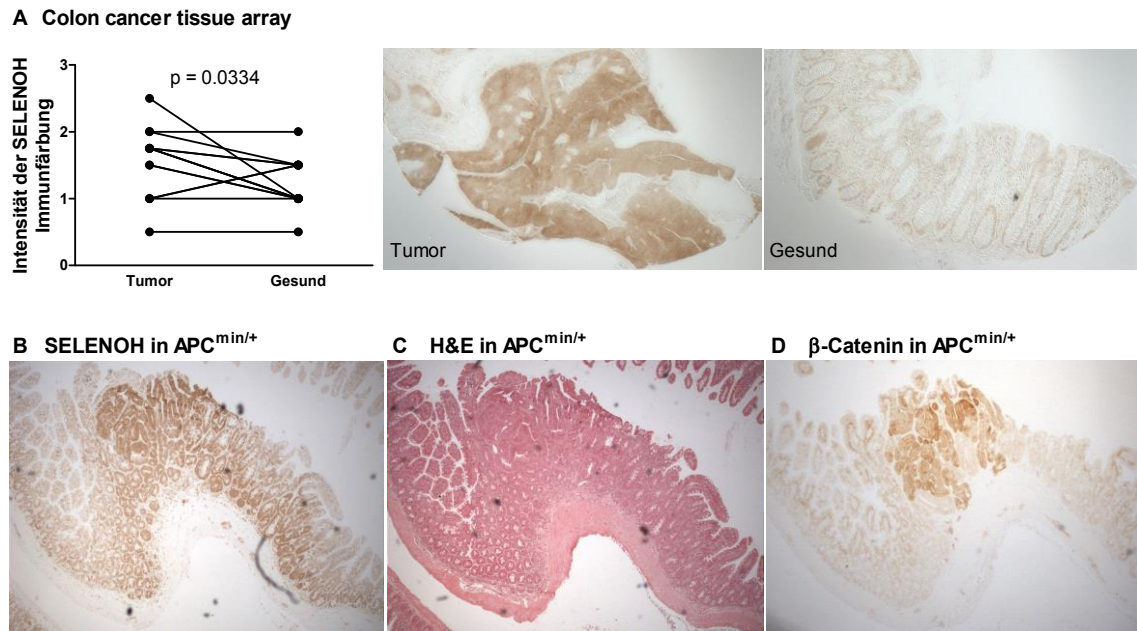 A Colon cancer tissue array
Intensität der SELENOH
Immunfärbung
3
2
1
0
p = 0.0334
Tumor
Gesund
Tumor
Gesund
B SELENOH in APCmin/+
C H&E in APCmin/+
D β-Catenin in APCmin/+